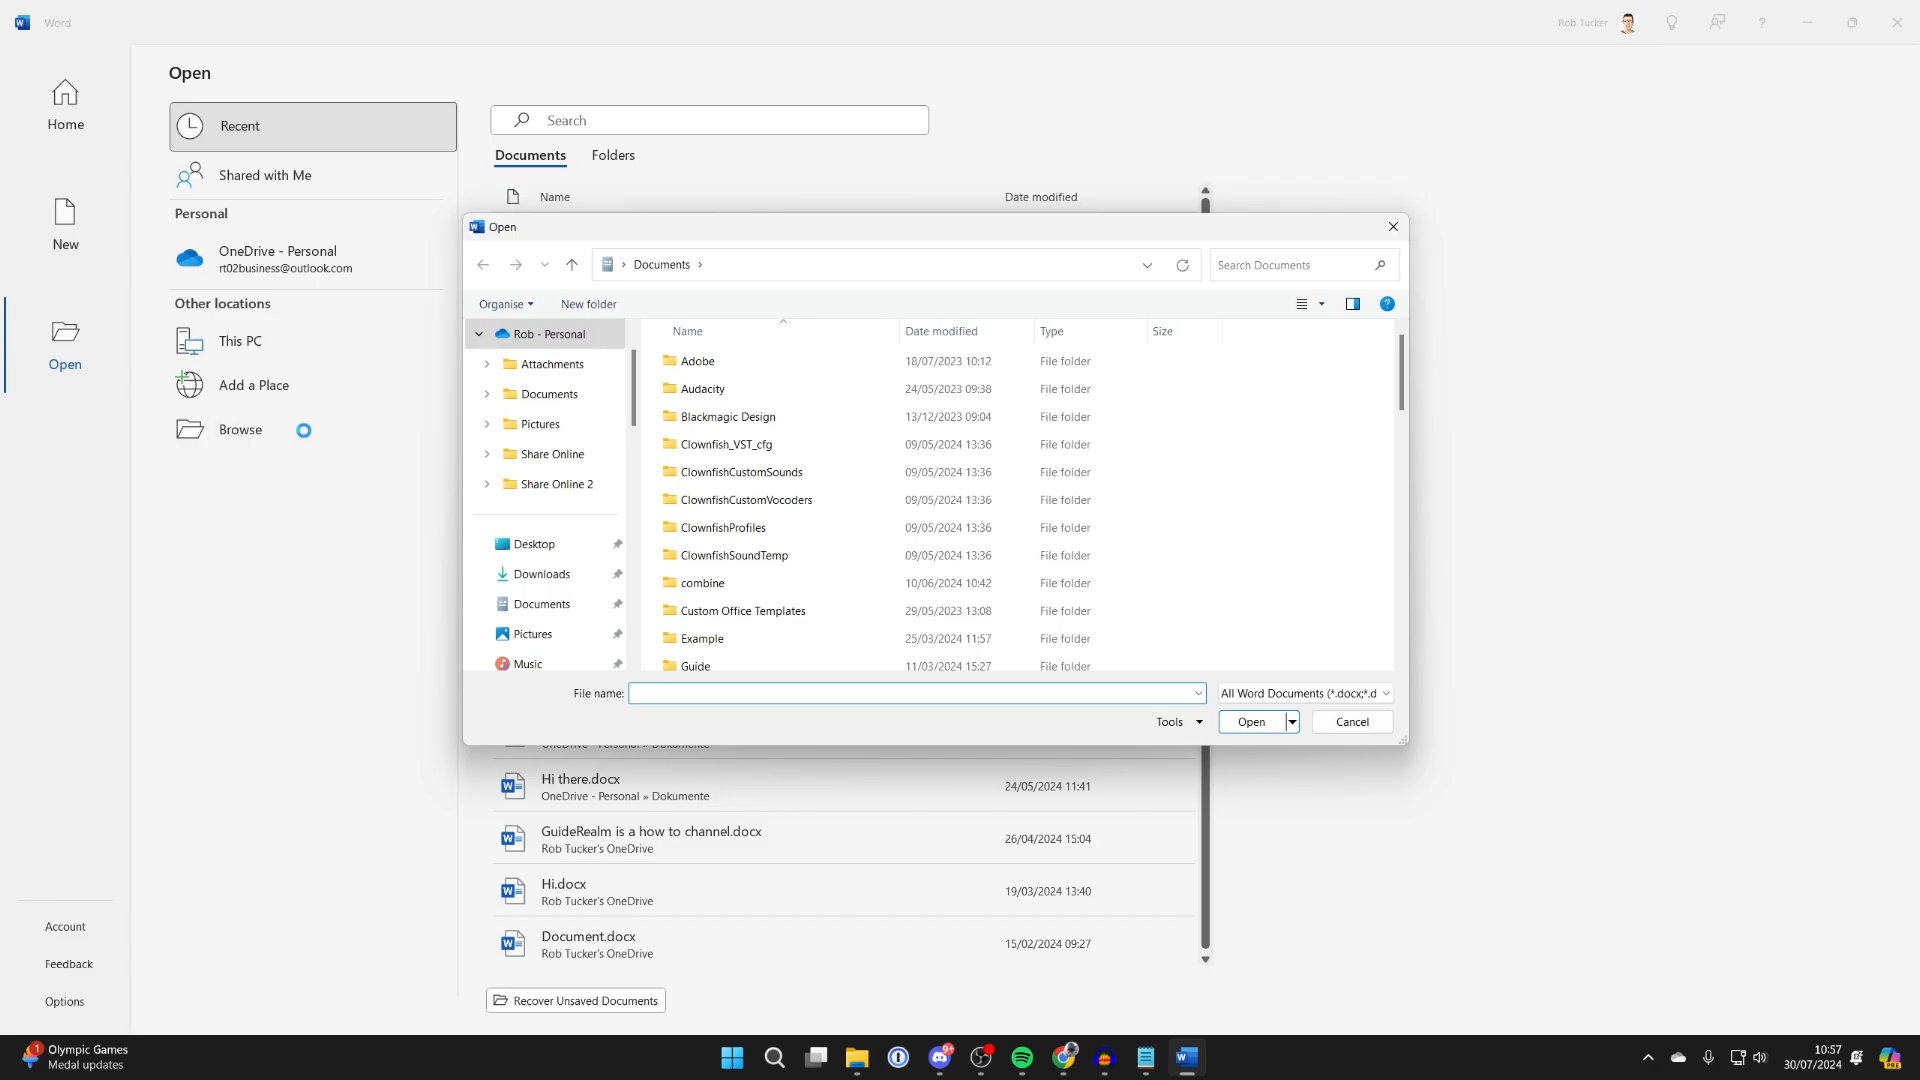 Word
Rob Tucker
Open
Home
New
Open
Recent
Shared with Me
Personal
OneDrive - Personal
rt02business@outlook.com
Other locations
This PC
Add a Place
Browse
Account
Feedback
Options
Search
Documents Folders
Name Date modified
Open
Documents
Search Documents
Organise New folder
Rob - Personal
Attachments
Documents
Pictures
Share Online
Share Online 2
Desktop
Downloads
Documents
Pictures
Music
Name Date modified Type Size
Adobe 18/07/2023 10:12 File folder
Audacity 24/05/2023 09:38 File folder
Blackmagic Design 13/12/2023 09:04 File folder
Clownfish_VST_cfg 09/05/2024 13:36 File folder
ClownfishCustomSounds 09/05/2024 13:36 File folder
ClownfishCustomVocoders 09/05/2024 13:36 File folder
ClownfishProfiles 09/05/2024 13:36 File folder
ClownfishSoundTemp 09/05/2024 13:36 File folder
combine 10/06/2024 10:42 File folder
Custom Office Templates 29/05/2023 13:08 File folder
Example 25/03/2024 11:57 File folder
Guide 11/03/2024 15:27 File folder
File name: All Word Documents (*.docx;*.d
Tools Open Cancel
OneDrive - Personal » Dokumente
Hi there.docx 24/05/2024 11:41
OneDrive - Personal » Dokumente
GuideRealm is a how to channel.docx 26/04/2024 15:04
Rob Tucker's OneDrive
Hi.docx 19/03/2024 13:40
Rob Tucker's OneDrive
Document.docx 15/02/2024 09:27
Rob Tucker's OneDrive
Recover Unsaved Documents
1
Olympic Games
Medal updates
9+
10:57
30/07/2024
PRE